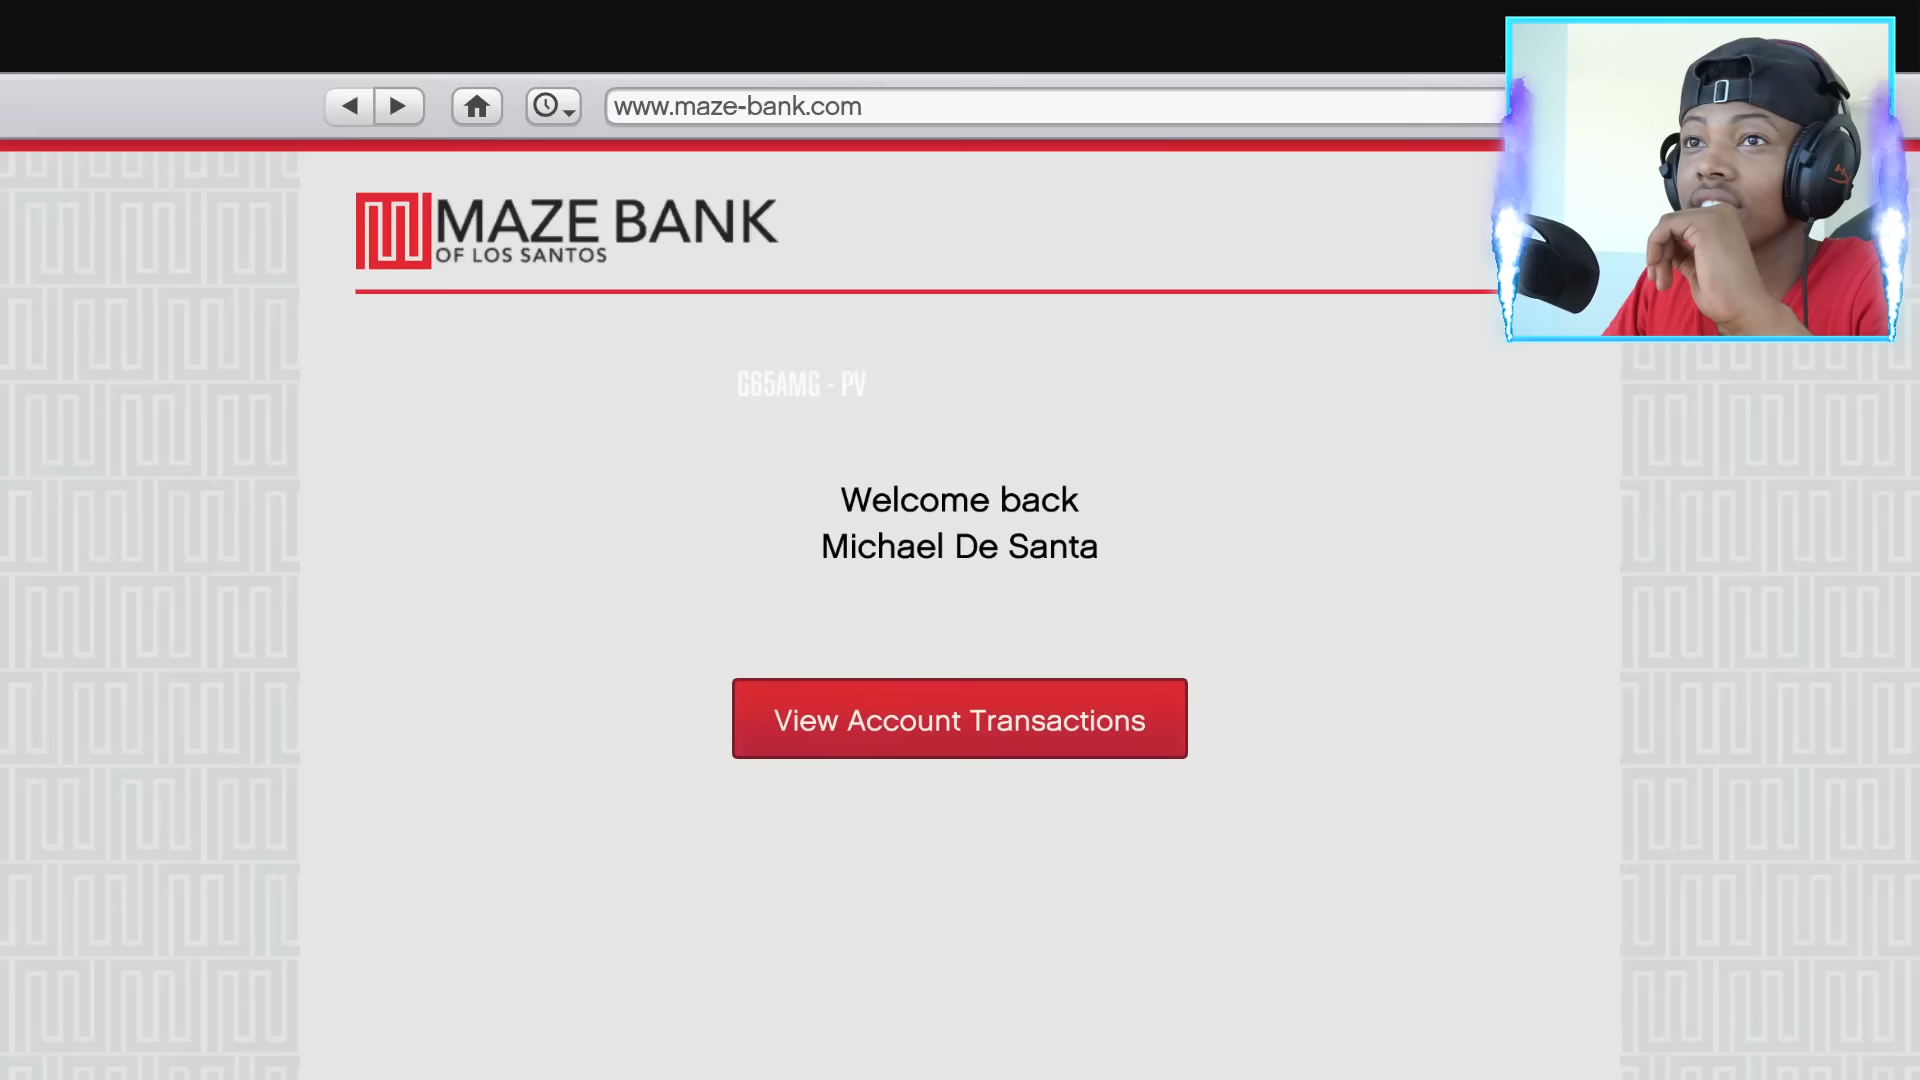 www.maze-bank.com
MAZE BANK
OF LOS SANTOS
G65AMG - PV
Welcome back
Michael De Santa
View Account Transactions